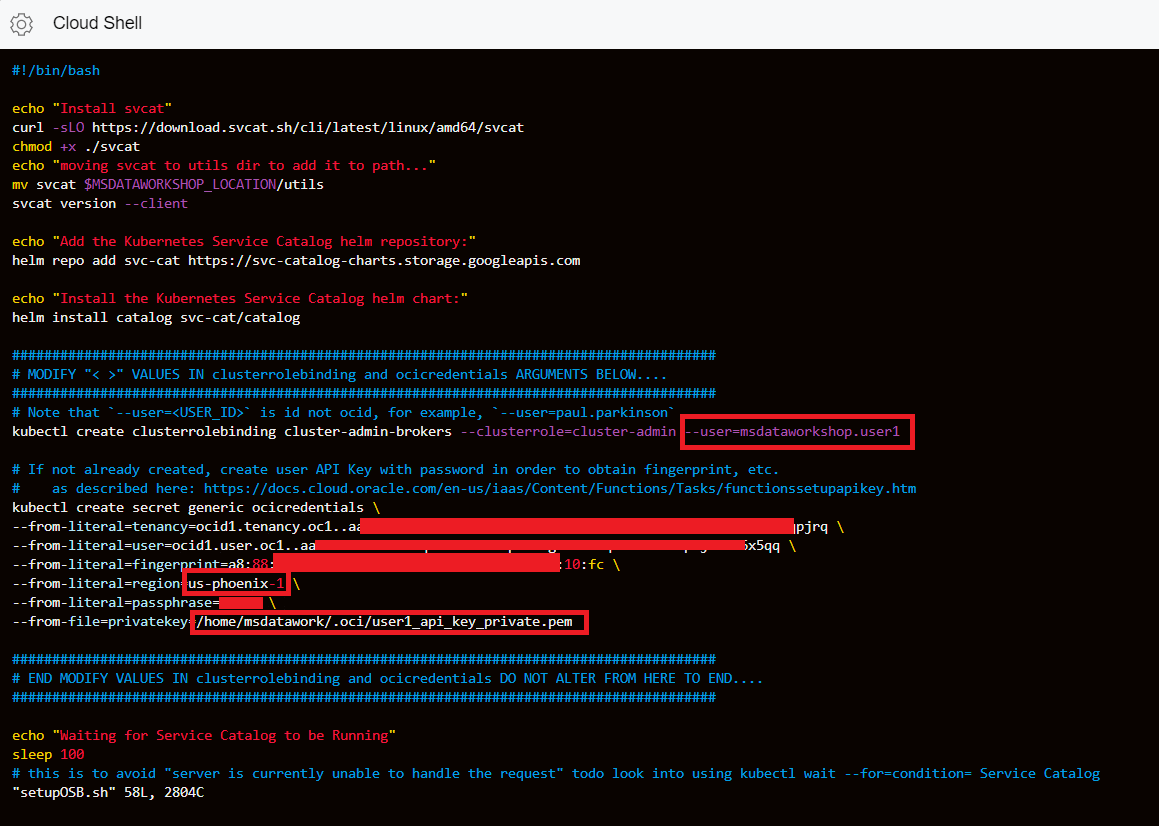 Cloud Shell
#!/bin/bash
echo "Install svcat"
curl -sLO https://download.svcat.sh/cli/latest/linux/amd64/svcat
chmod +x ./svcat
echo "moving svcat to utils dir to add it to path..."
mv svcat $MSDATAWORKSHOP_LOCATION/utils
svcat version --client
echo "Add the Kubernetes Service Catalog helm repository:"
helm repo add svc-cat https://svc-catalog-charts.storage.googleapis.com
echo "Install the Kubernetes Service Catalog helm chart:"
helm install catalog svc-cat/catalog
########################################################################################
# MODIFY "< >" VALUES IN clusterrolebinding and ocicredentials ARGUMENTS BELOW....
########################################################################################
# Note that `--user=<USER_ID>` is id not ocid, for example, `--user=paul.parkinson`
kubectl create clusterrolebinding cluster-admin-brokers --clusterrole=cluster-admin --user=msdataworkshop.user1
# If not already created, create user API Key with password in order to obtain fingerprint, etc.
#    as described here: https://docs.cloud.oracle.com/en-us/iaas/Content/Functions/Tasks/functionssetupapikey.htm
kubectl create secret generic ocicredentials \
--from-literal=tenancy=ocid1.tenancy.oc1..aa qpjrq \
--from-literal=user=ocid1.user.oc1..aa 5x5qq \
--from-literal=fingerprint=a8:88: :10:fc \
--from-literal=region=us-phoenix-1 \
--from-literal=passphrase= \
--from-file=privatekey=/home/msdatawork/.oci/user1_api_key_private.pem
########################################################################################
# END MODIFY VALUES IN clusterrolebinding and ocicredentials DO NOT ALTER FROM HERE TO END....
########################################################################################
echo "Waiting for Service Catalog to be Running"
sleep 100
# this is to avoid "server is currently unable to handle the request" todo look into using kubectl wait --for=condition= Service Catalog
"setupOSB.sh" 58L, 2804C